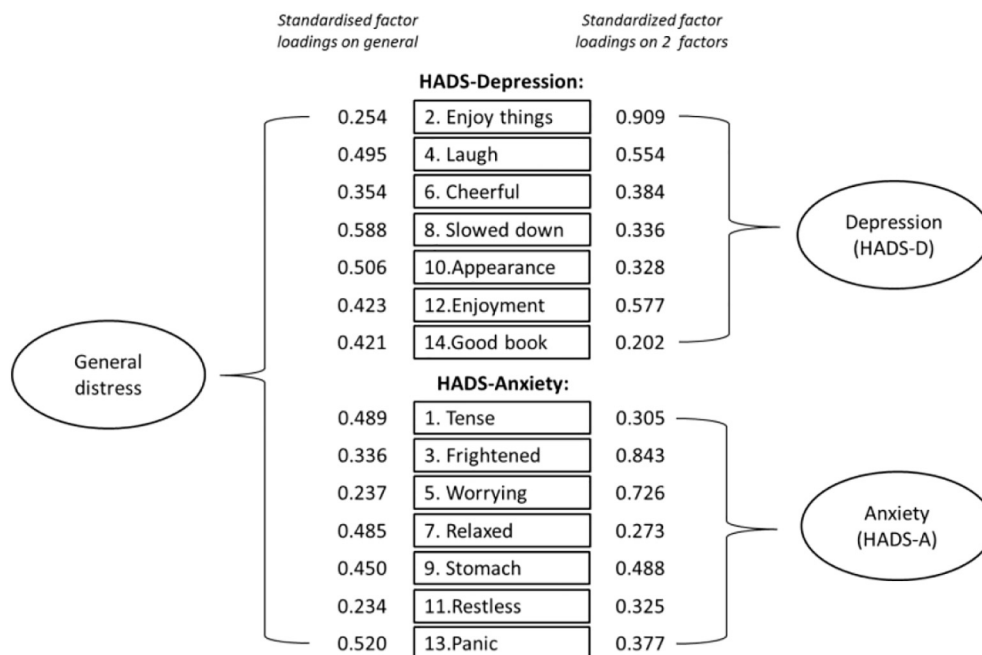 Standardised factor
loadings on general
Standardized factor
loadings on 2 factors
HADS-Depression:
0.254 2. Enjoy things 0.909
0.495 4. Laugh 0.554
0.354 6. Cheerful 0.384
0.588 8. Slowed down 0.336
0.506 10.Appearance 0.328
0.423 12.Enjoyment 0.577
0.421 14.Good book 0.202
Depression
(HADS-D)
General
distress
HADS-Anxiety:
0.489 1. Tense 0.305
0.336 3. Frightened 0.843
0.237 5. Worrying 0.726
0.485 7. Relaxed 0.273
0.450 9. Stomach 0.488
0.234 11.Restless 0.325
0.520 13.Panic 0.377
Anxiety
(HADS-A)